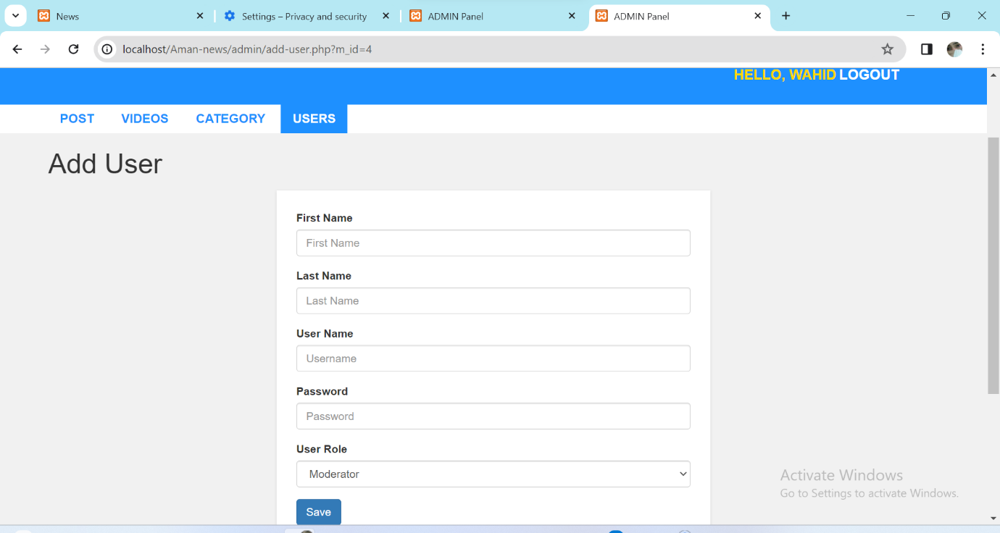 News
Settings – Privacy and security
ADMIN Panel
ADMIN Panel
localhost/Aman-news/admin/add-user.php?m_id=4
HELLO, WAHID LOGOUT
POST VIDEOS CATEGORY USERS
Add User
First Name
First Name
Last Name
Last Name
User Name
Username
Password
Password
User Role
Moderator
Save
Activate Windows
Go to Settings to activate Windows.